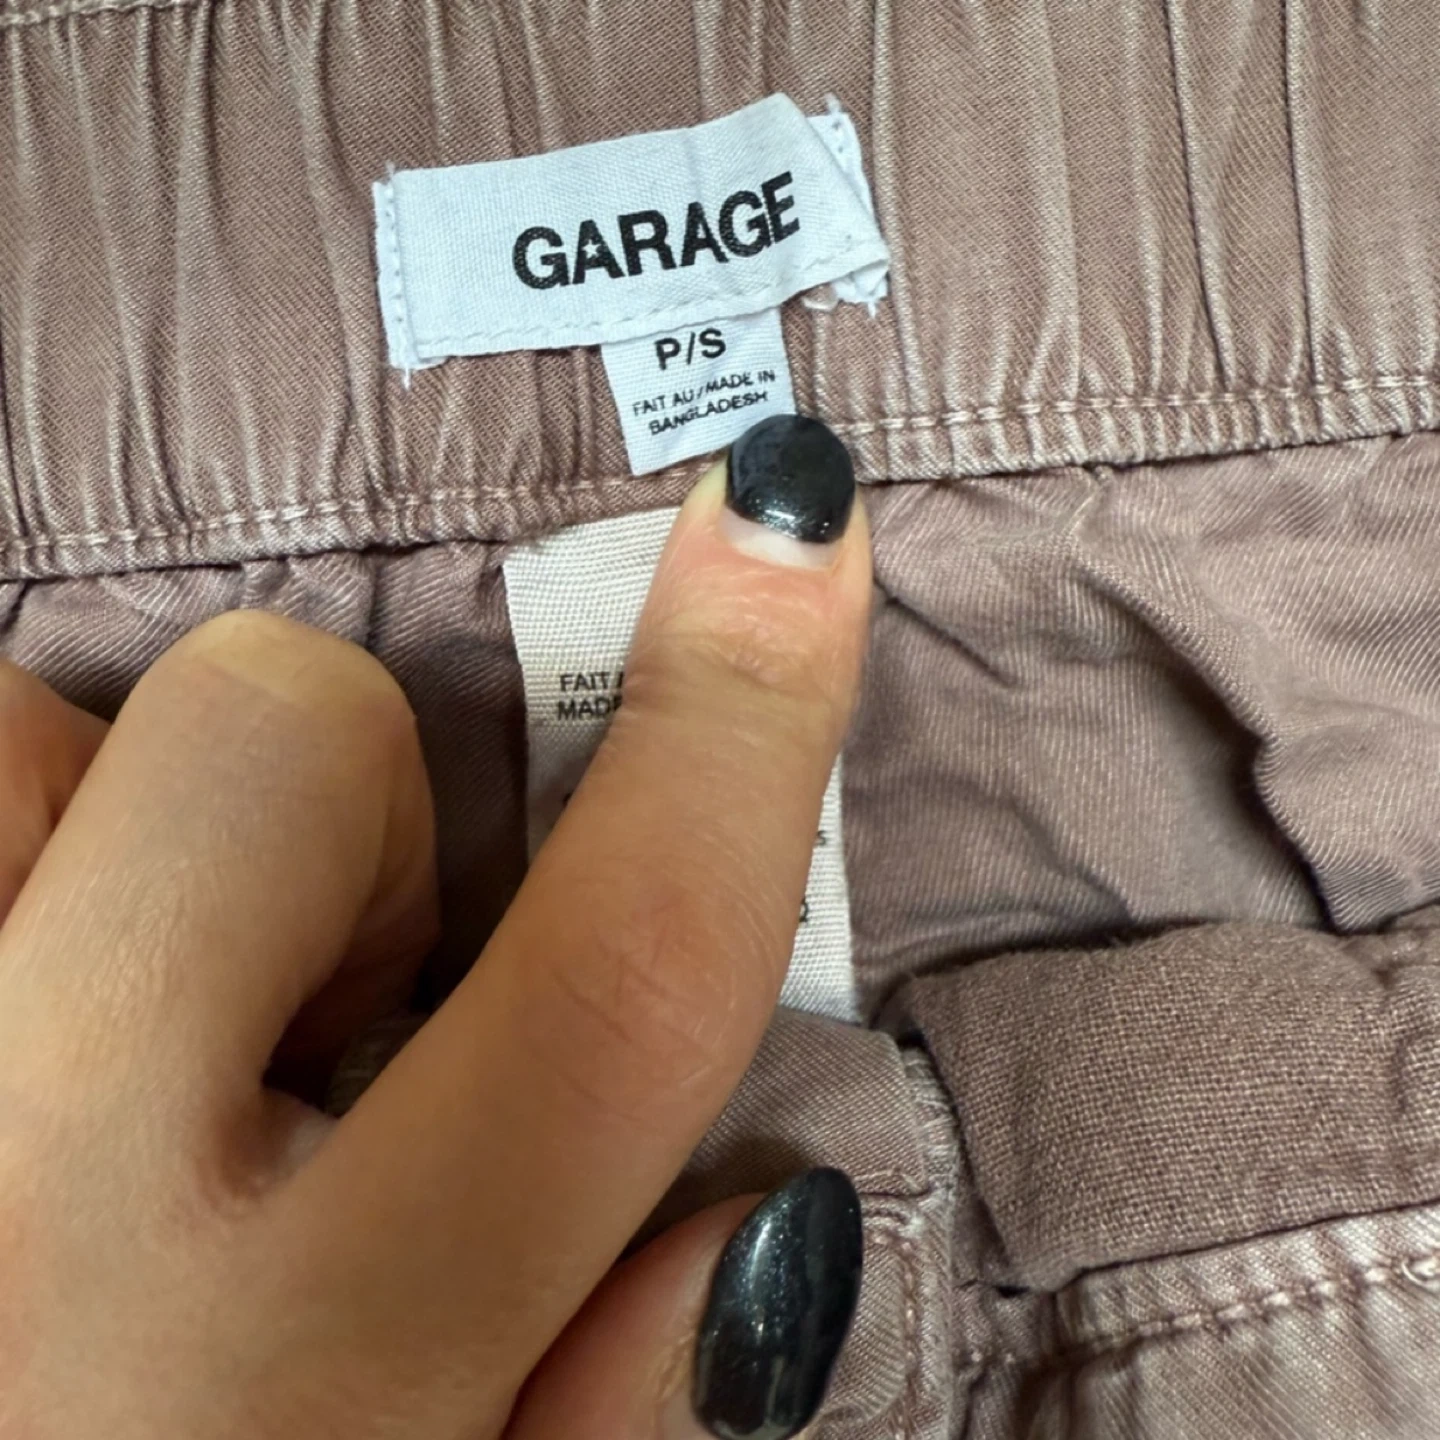 GARAGE
P/S
FAIT AU / MADE IN
BANGLADESH
FAIT
MADE